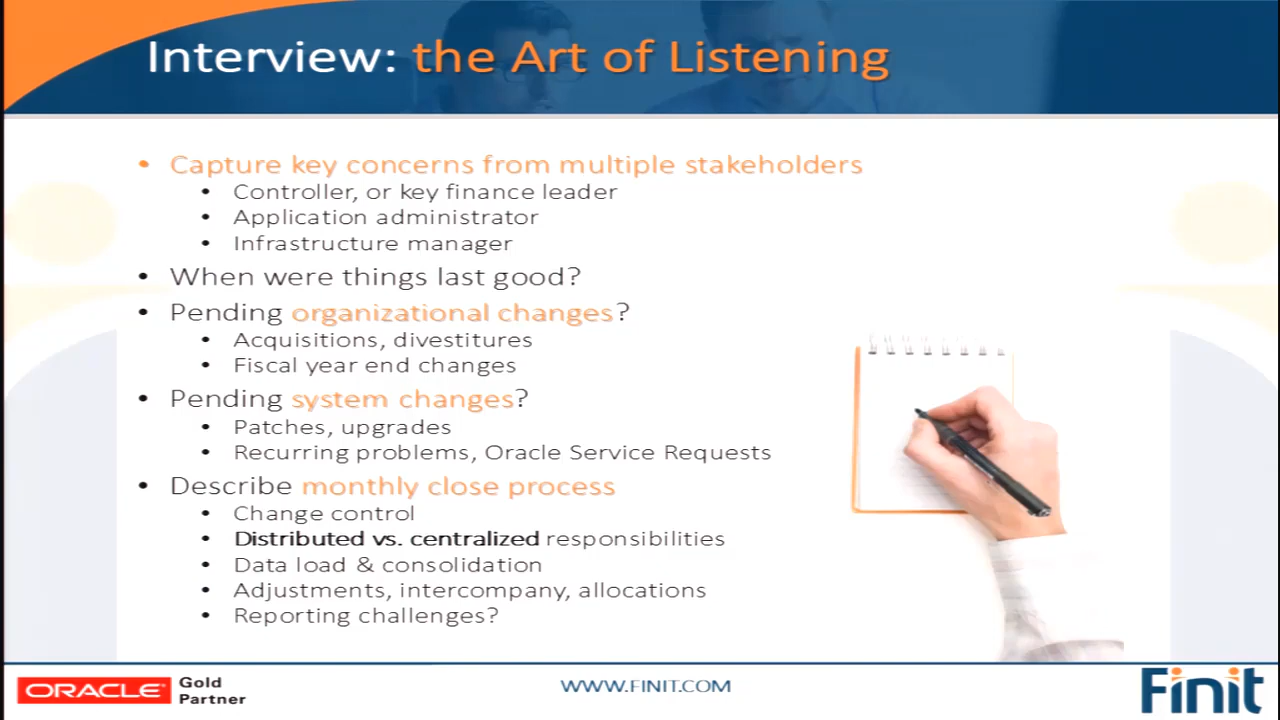 Interview: the Art of Listening
• Capture key concerns from multiple stakeholders
• Controller, or key finance leader
• Application administrator
• Infrastructure manager
• When were things last good?
• Pending organizational changes?
• Acquisitions, divestitures
• Fiscal year end changes
• Pending system changes?
• Patches, upgrades
• Recurring problems, Oracle Service Requests
• Describe monthly close process
• Change control
• Distributed vs. centralized responsibilities
• Data load & consolidation
• Adjustments, intercompany, allocations
• Reporting challenges?
ORACLE Gold
Partner
WWW.FINIT.COM
Finit